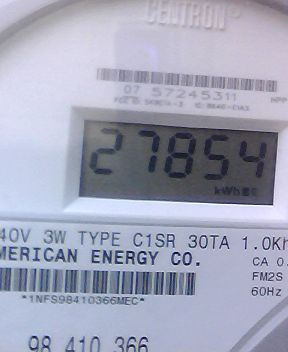 CENTRON®
07 57245311
27854
kWh
40V 3W TYPE C1SR 30TA 1.0Kh
MERICAN ENERGY CO.
CA 0.
FM2S
60Hz
*1NFS98410366MEC*
98 410 366